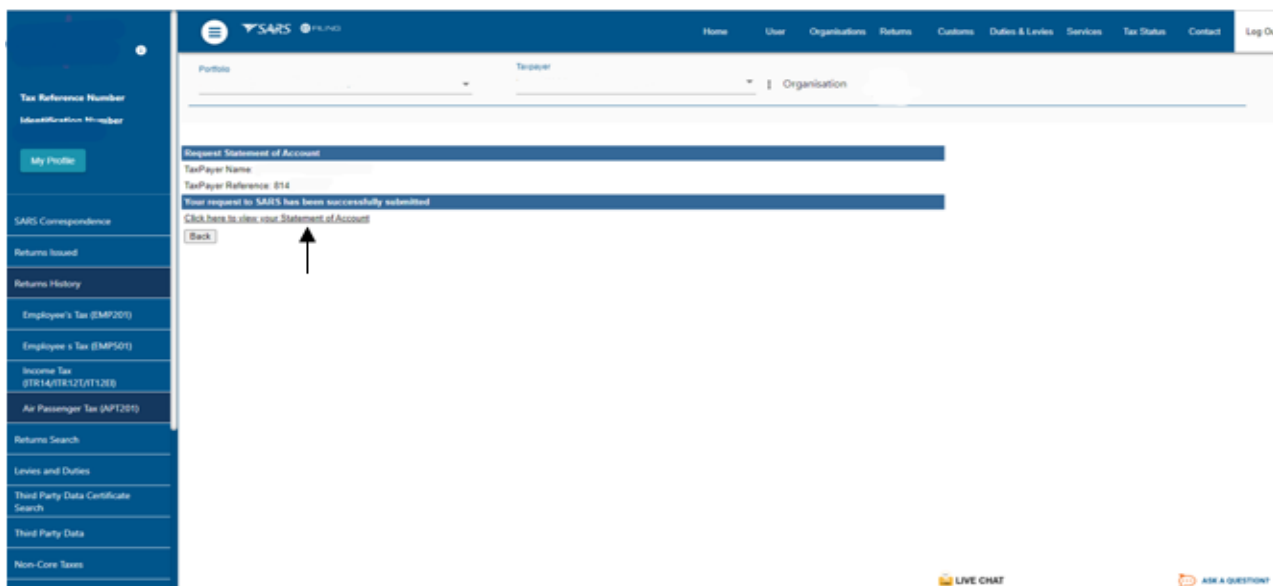 SARS eFILING
Home User Organisations Returns Customs Duties & Levies Services Tax Status Contact Log Ou
Portfolio
Taxpayer
Organisation
Tax Reference Number
Identification Number
My Profile
SARS Correspondence
Returns Issued
Returns History
Employee's Tax (EMP201)
Employee s Tax (EMP501)
Income Tax
(ITR14/ITR12T/IT12EI)
Air Passenger Tax (APT201)
Returns Search
Levies and Duties
Third Party Data Certificate
Search
Third Party Data
Non-Core Taxes
Request Statement of Account
TaxPayer Name:
TaxPayer Reference: 814
Your request to SARS has been successfully submitted
Click here to view your Statement of Account
Back
LIVE CHAT
ASK A QUESTION?